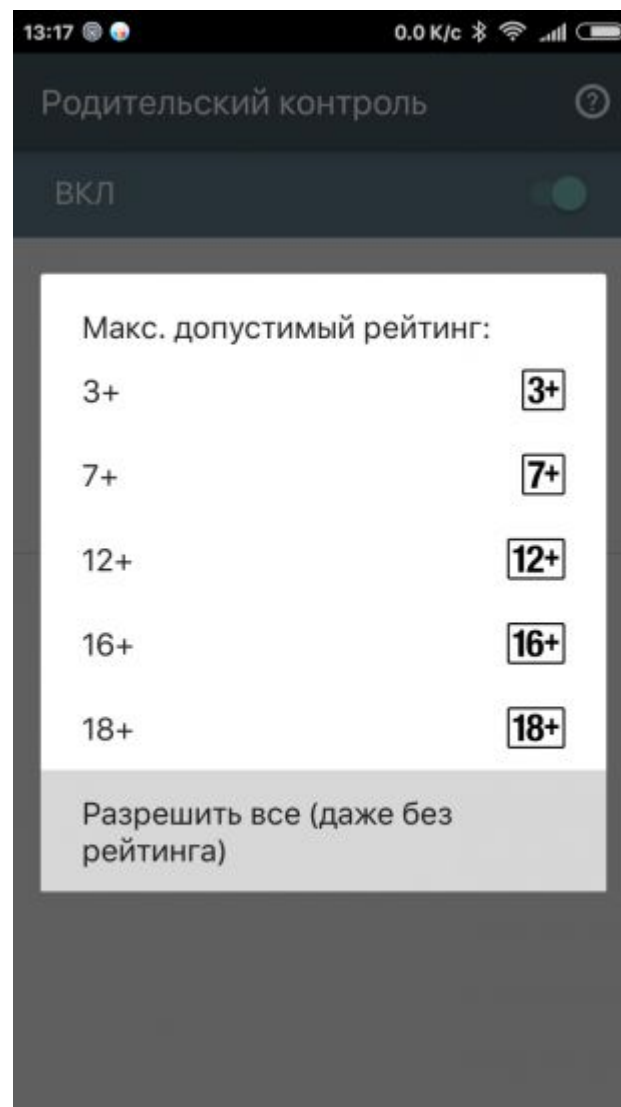 13:17 0.0 К/с
Родительский контроль ?
ВКЛ
Макс. допустимый рейтинг:
3+ 3+
7+ 7+
12+ 12+
16+ 16+
18+ 18+
Разрешить все (даже без
рейтинга)